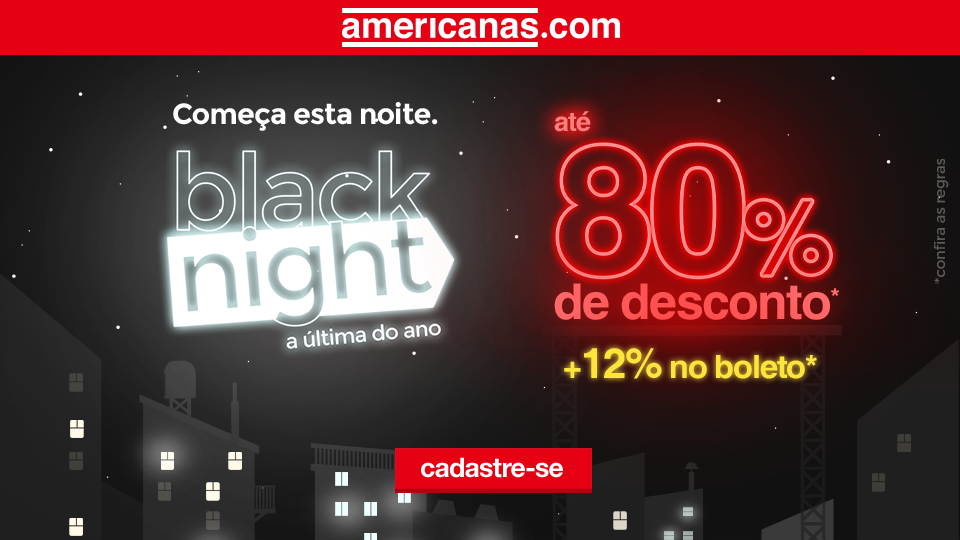 americanas.com
Começa esta noite.
black
night
a última do ano
até
80%
de desconto*
+12% no boleto*
*confira as regras
cadastre-se